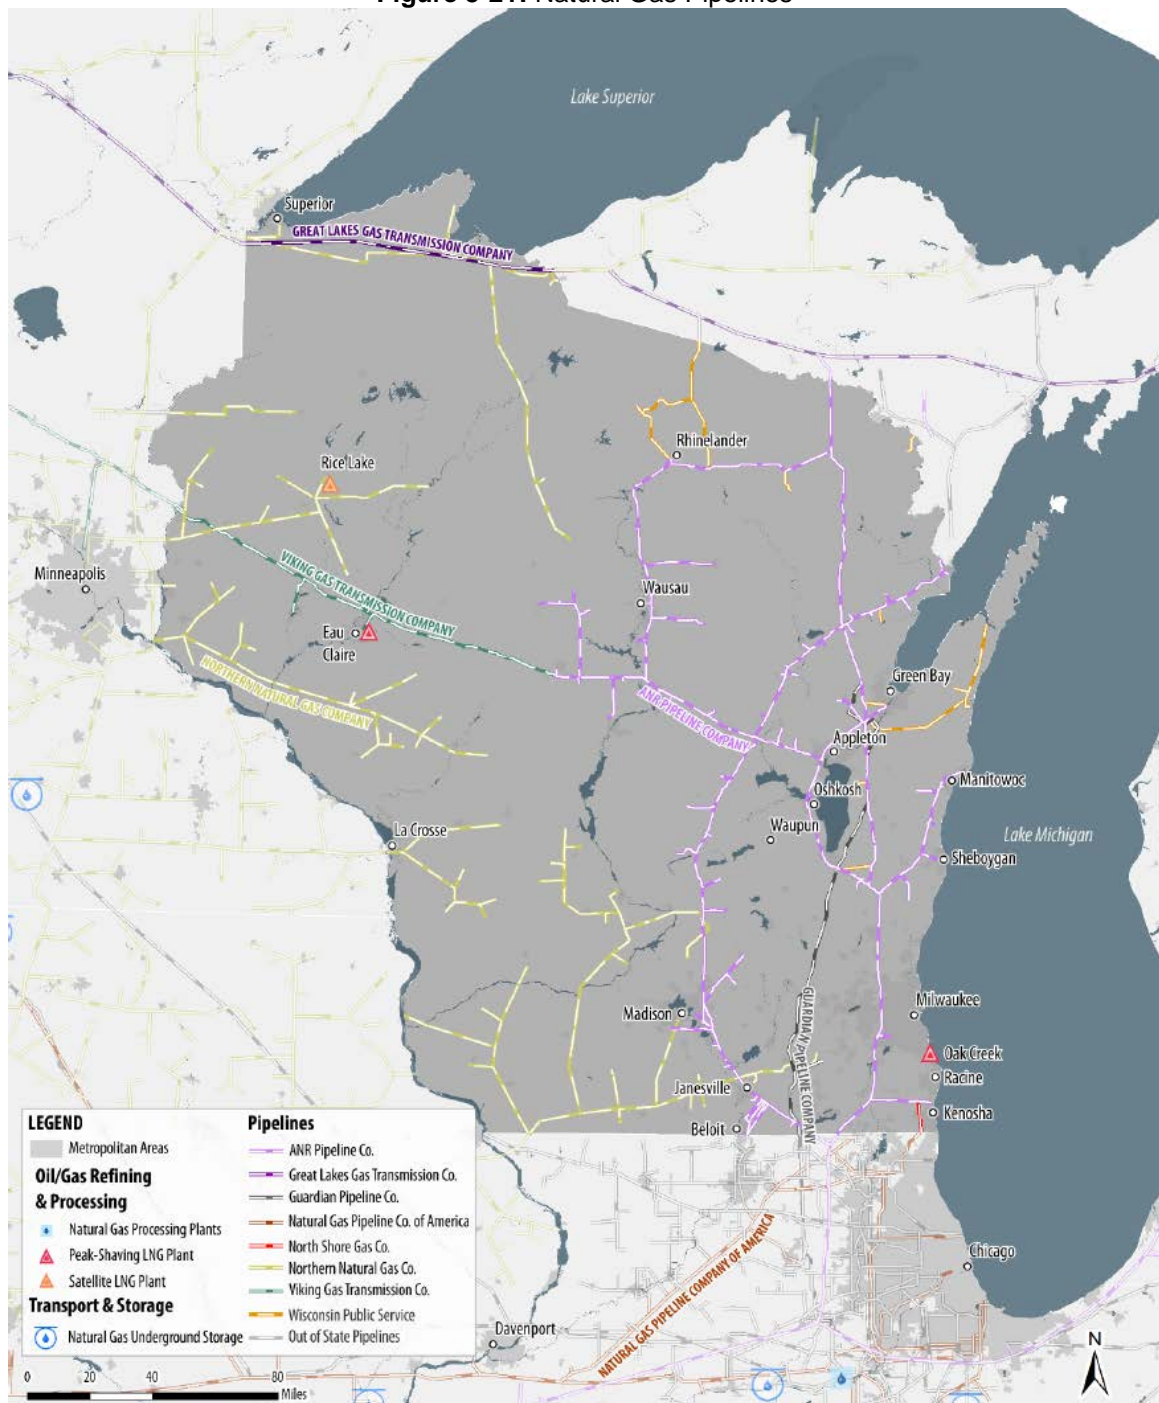 Figure 3-21: Natural Gas Pipelines
Lake Superior
Superior
GREAT LAKES GAS TRANSMISSION COMPANY
Rhinelander
Rice Lake
VIKING GAS TRANSMISSION COMPANY
Minneapolis
Wausau
Eau
Claire
NORTHERN NATURAL GAS COMPANY
Green Bay
ANR PIPELINE COMPANY
Appleton
Manitowoc
Oshkosh
Waupun
La Crosse
Lake Michigan
Sheboygan
GUARDIAN PIPELINE COMPANY
Milwaukee
Madison
Oak Creek
Racine
Janesville
Kenosha
Beloit
LEGEND
Metropolitan Areas
Oil/Gas Refining
& Processing
Natural Gas Processing Plants
Peak-Shaving LNG Plant
Satellite LNG Plant
Transport & Storage
Natural Gas Underground Storage
Pipelines
ANR Pipeline Co.
Great Lakes Gas Transmission Co.
Guardian Pipeline Co.
Natural Gas Pipeline Co. of America
North Shore Gas Co.
Northern Natural Gas Co.
Viking Gas Transmission Co.
Wisconsin Public Service
Out of State Pipelines
NATURAL GAS PIPELINE COMPANY OF AMERICA
Chicago
Davenport
N
0 20 40 80
Miles